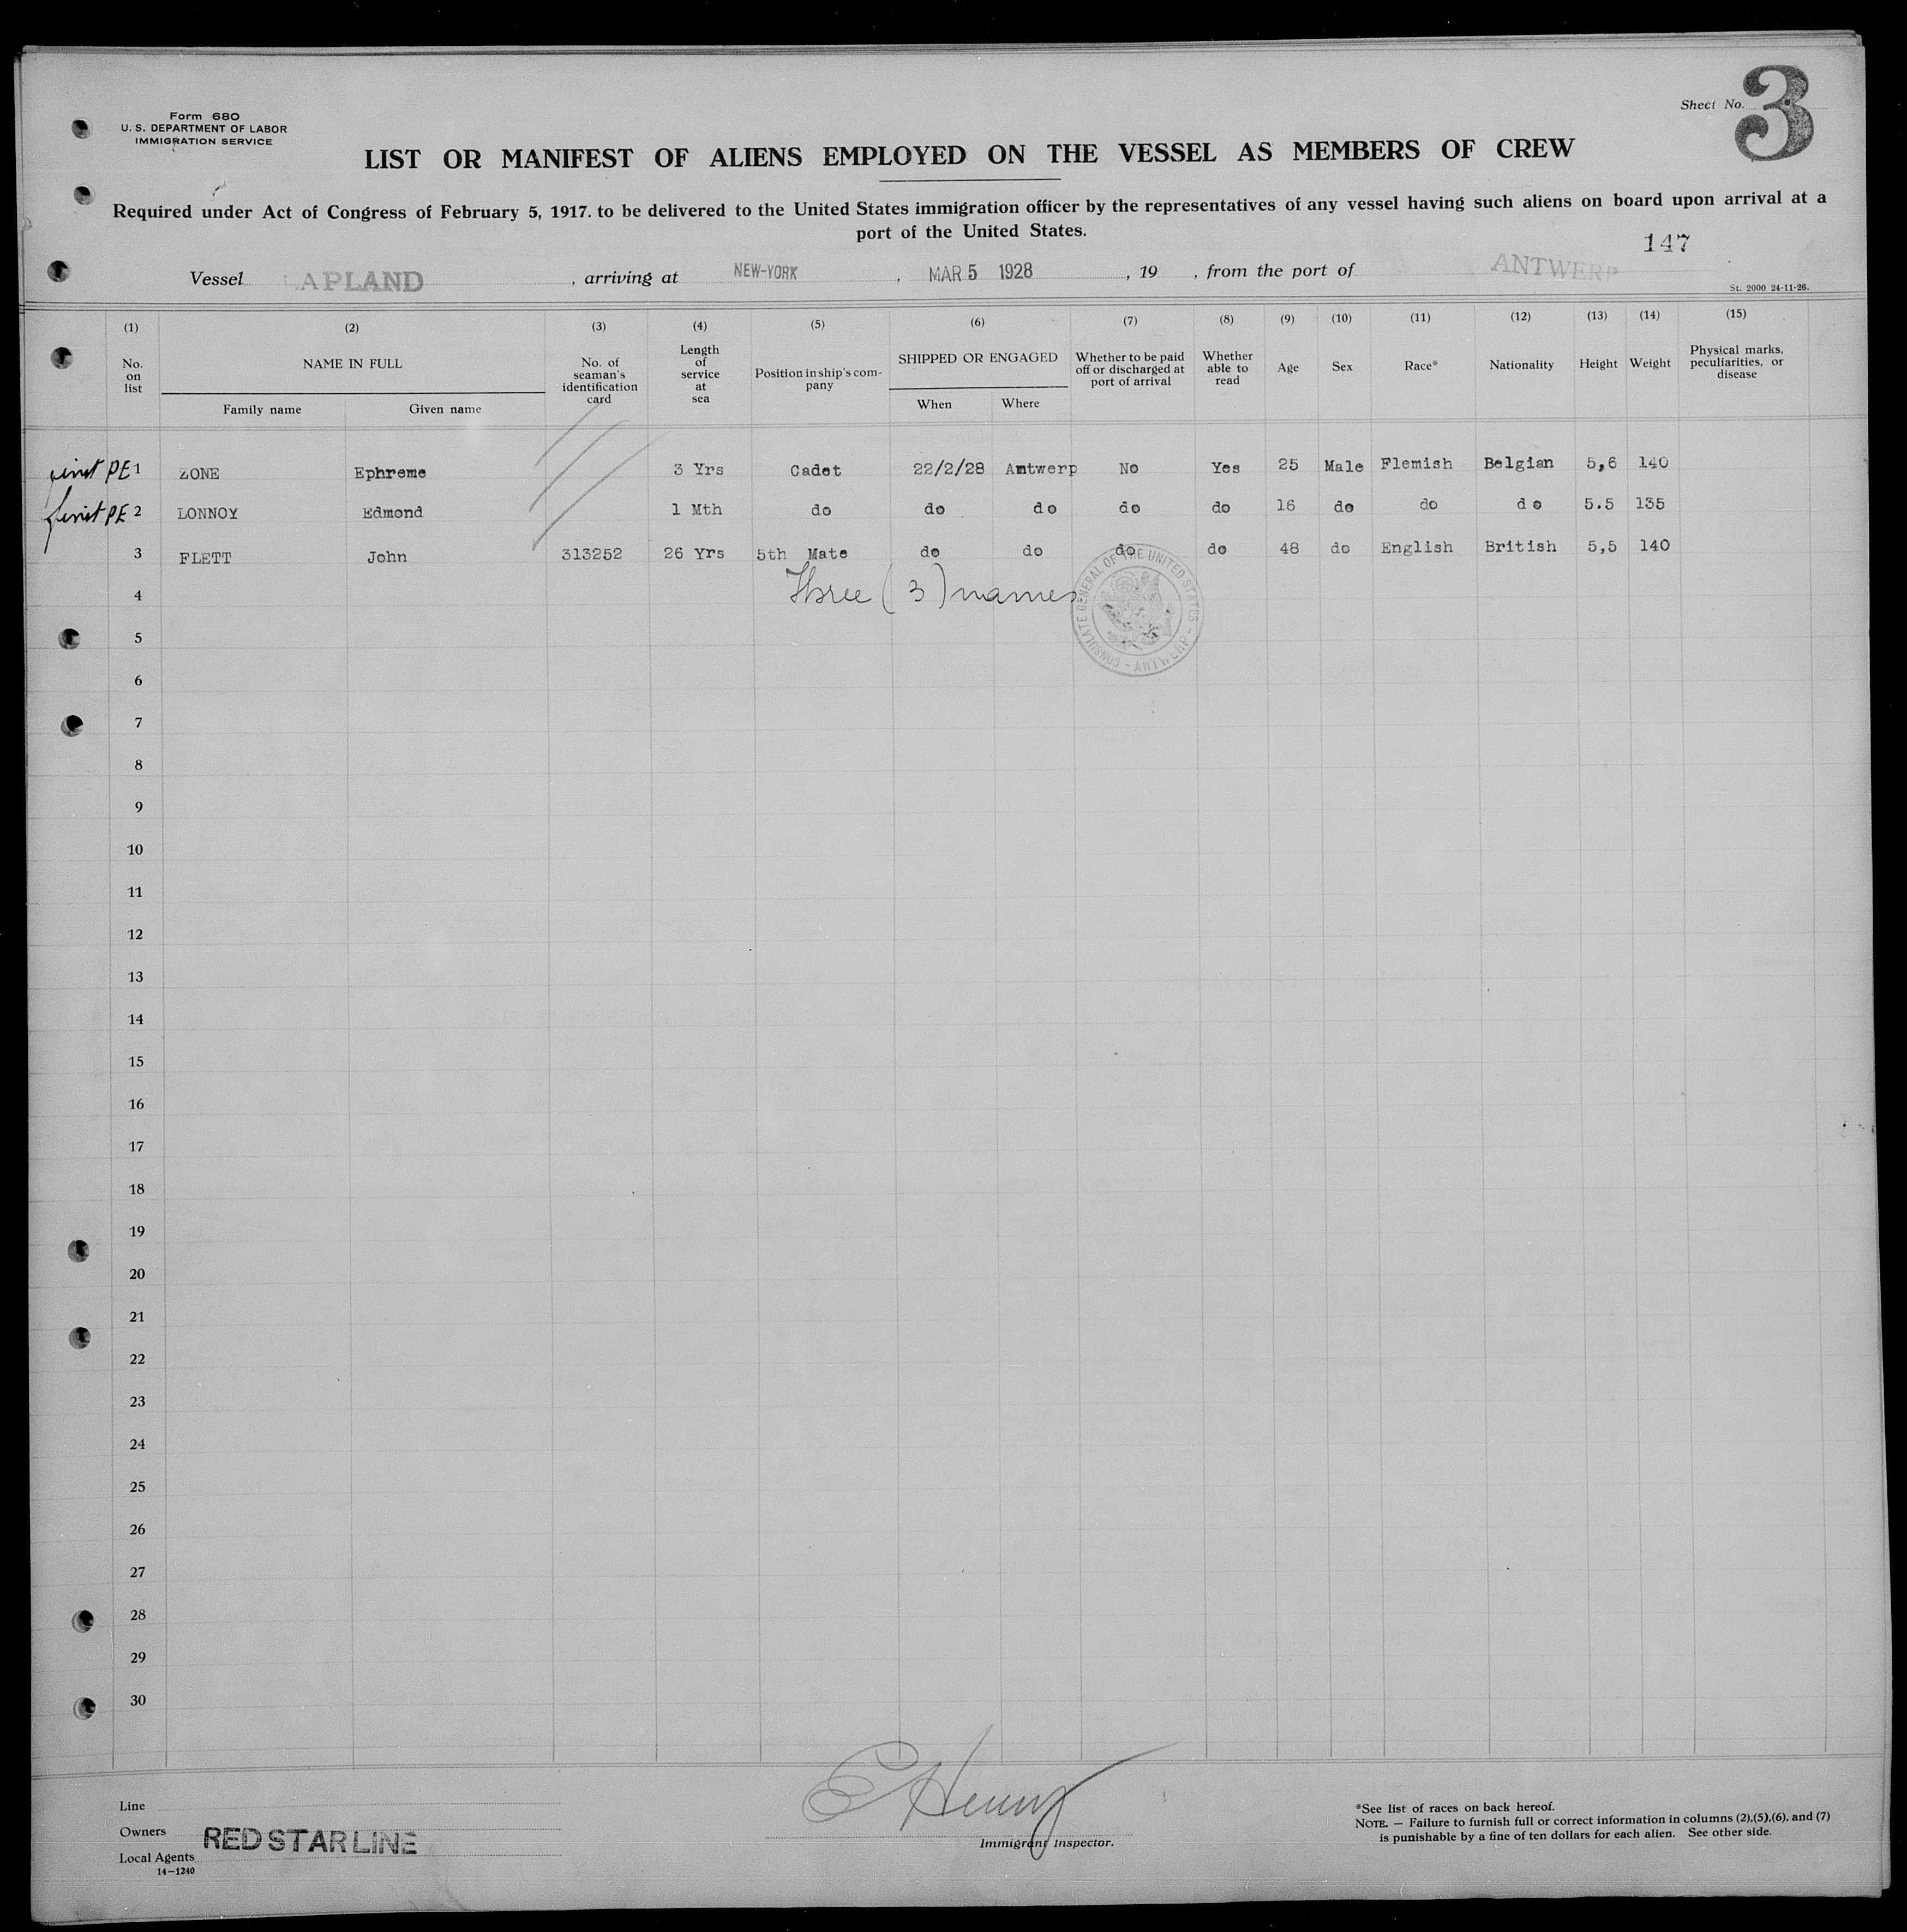 Form 680
U. S. DEPARTMENT OF LABOR
IMMIGRATION SERVICE
Sheet No. 3
LIST OR MANIFEST OF ALIENS EMPLOYED ON THE VESSEL AS MEMBERS OF CREW
Required under Act of Congress of February 5, 1917. to be delivered to the United States immigration officer by the representatives of any vessel having such aliens on board upon arrival at a
port of the United States.
147
Vessel LAPLAND, arriving at NEW-YORK, MAR 5 1928, 19 , from the port of ANTWERP
St. 2000 24-11-26.
(1) (2) (3) (4) (5) (6) (7) (8) (9) (10) (11) (12) (13) (14) (15)
No. on list NAME IN FULL Family name Given name No. of seaman's identification card Length of service at sea Position in ship's company SHIPPED OR ENGAGED When Where Whether to be paid off or discharged at port of arrival Whether able to read Age Sex Race* Nationality Height Weight Physical marks, peculiarities, or disease
PE 1 ZONE Ephreme 3 Yrs Cadet 22/2/28 Antwerp No Yes 25 Male Flemish Belgian 5,6 140
PE 2 LONNOY Edmond 1 Mth do do do do do 16 do do do 5.5 135
3 FLETT John 313252 26 Yrs 5th Mate do do do do 48 do English British 5,5 140
4 Three (3) names
CONSULATE GENERAL OF THE UNITED STATES - ANTWERP -
5
6
7
8
9
10
11
12
13
14
15
16
17
18
19
20
21
22
23
24
25
26
27
28
29
30
Line
Owners RED STAR LINE
Local Agents
14—1240
E Henry
Immigrant Inspector.
*See list of races on back hereof.
NOTE. — Failure to furnish full or correct information in columns (2),(5),(6), and (7)
is punishable by a fine of ten dollars for each alien. See other side.